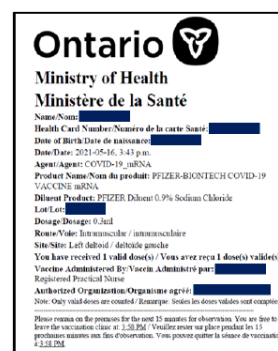 Ontario
Ministry of Health
Ministère de la Santé
Name/Nom:
Health Card Number/Numéro de la carte Santé:
Date of Birth/Date de naissance:
Date/Date: 2021-05-16, 3:43 p.m.
Agent/Agent: COVID-19 mRNA
Product Name/Nom du produit: PFIZER-BIONTECH COVID-19
VACCINE mRNA
Diluent Product: PFIZER Diluent 0.9% Sodium Chloride
Lot/Lot:
Dosage/Dosage: 0.3ml
Route/Voie: Intramuscular / intramusculaire
Site/Site: Left deltoid / deltoïde gauche
You have received 1 valid dose(s) / Vous avez reçu 1 dose(s) valide(s)
Vaccine Administered By/Vaccin Administré par:
Registered Practical Nurse
Authorized Organization/Organisme agréé:
Note: Only valid doses are counted / Remarque: Seules les doses valides sont comptées
Please remain on the premises for the next 15 minutes for observation. You are free to
leave the vaccination clinic at: 3:58 PM / Veuillez rester sur place pendant les 15
prochaines minutes aux fins d'observation. Vous pouvez quitter la séance de vaccination
à 3:58 PM